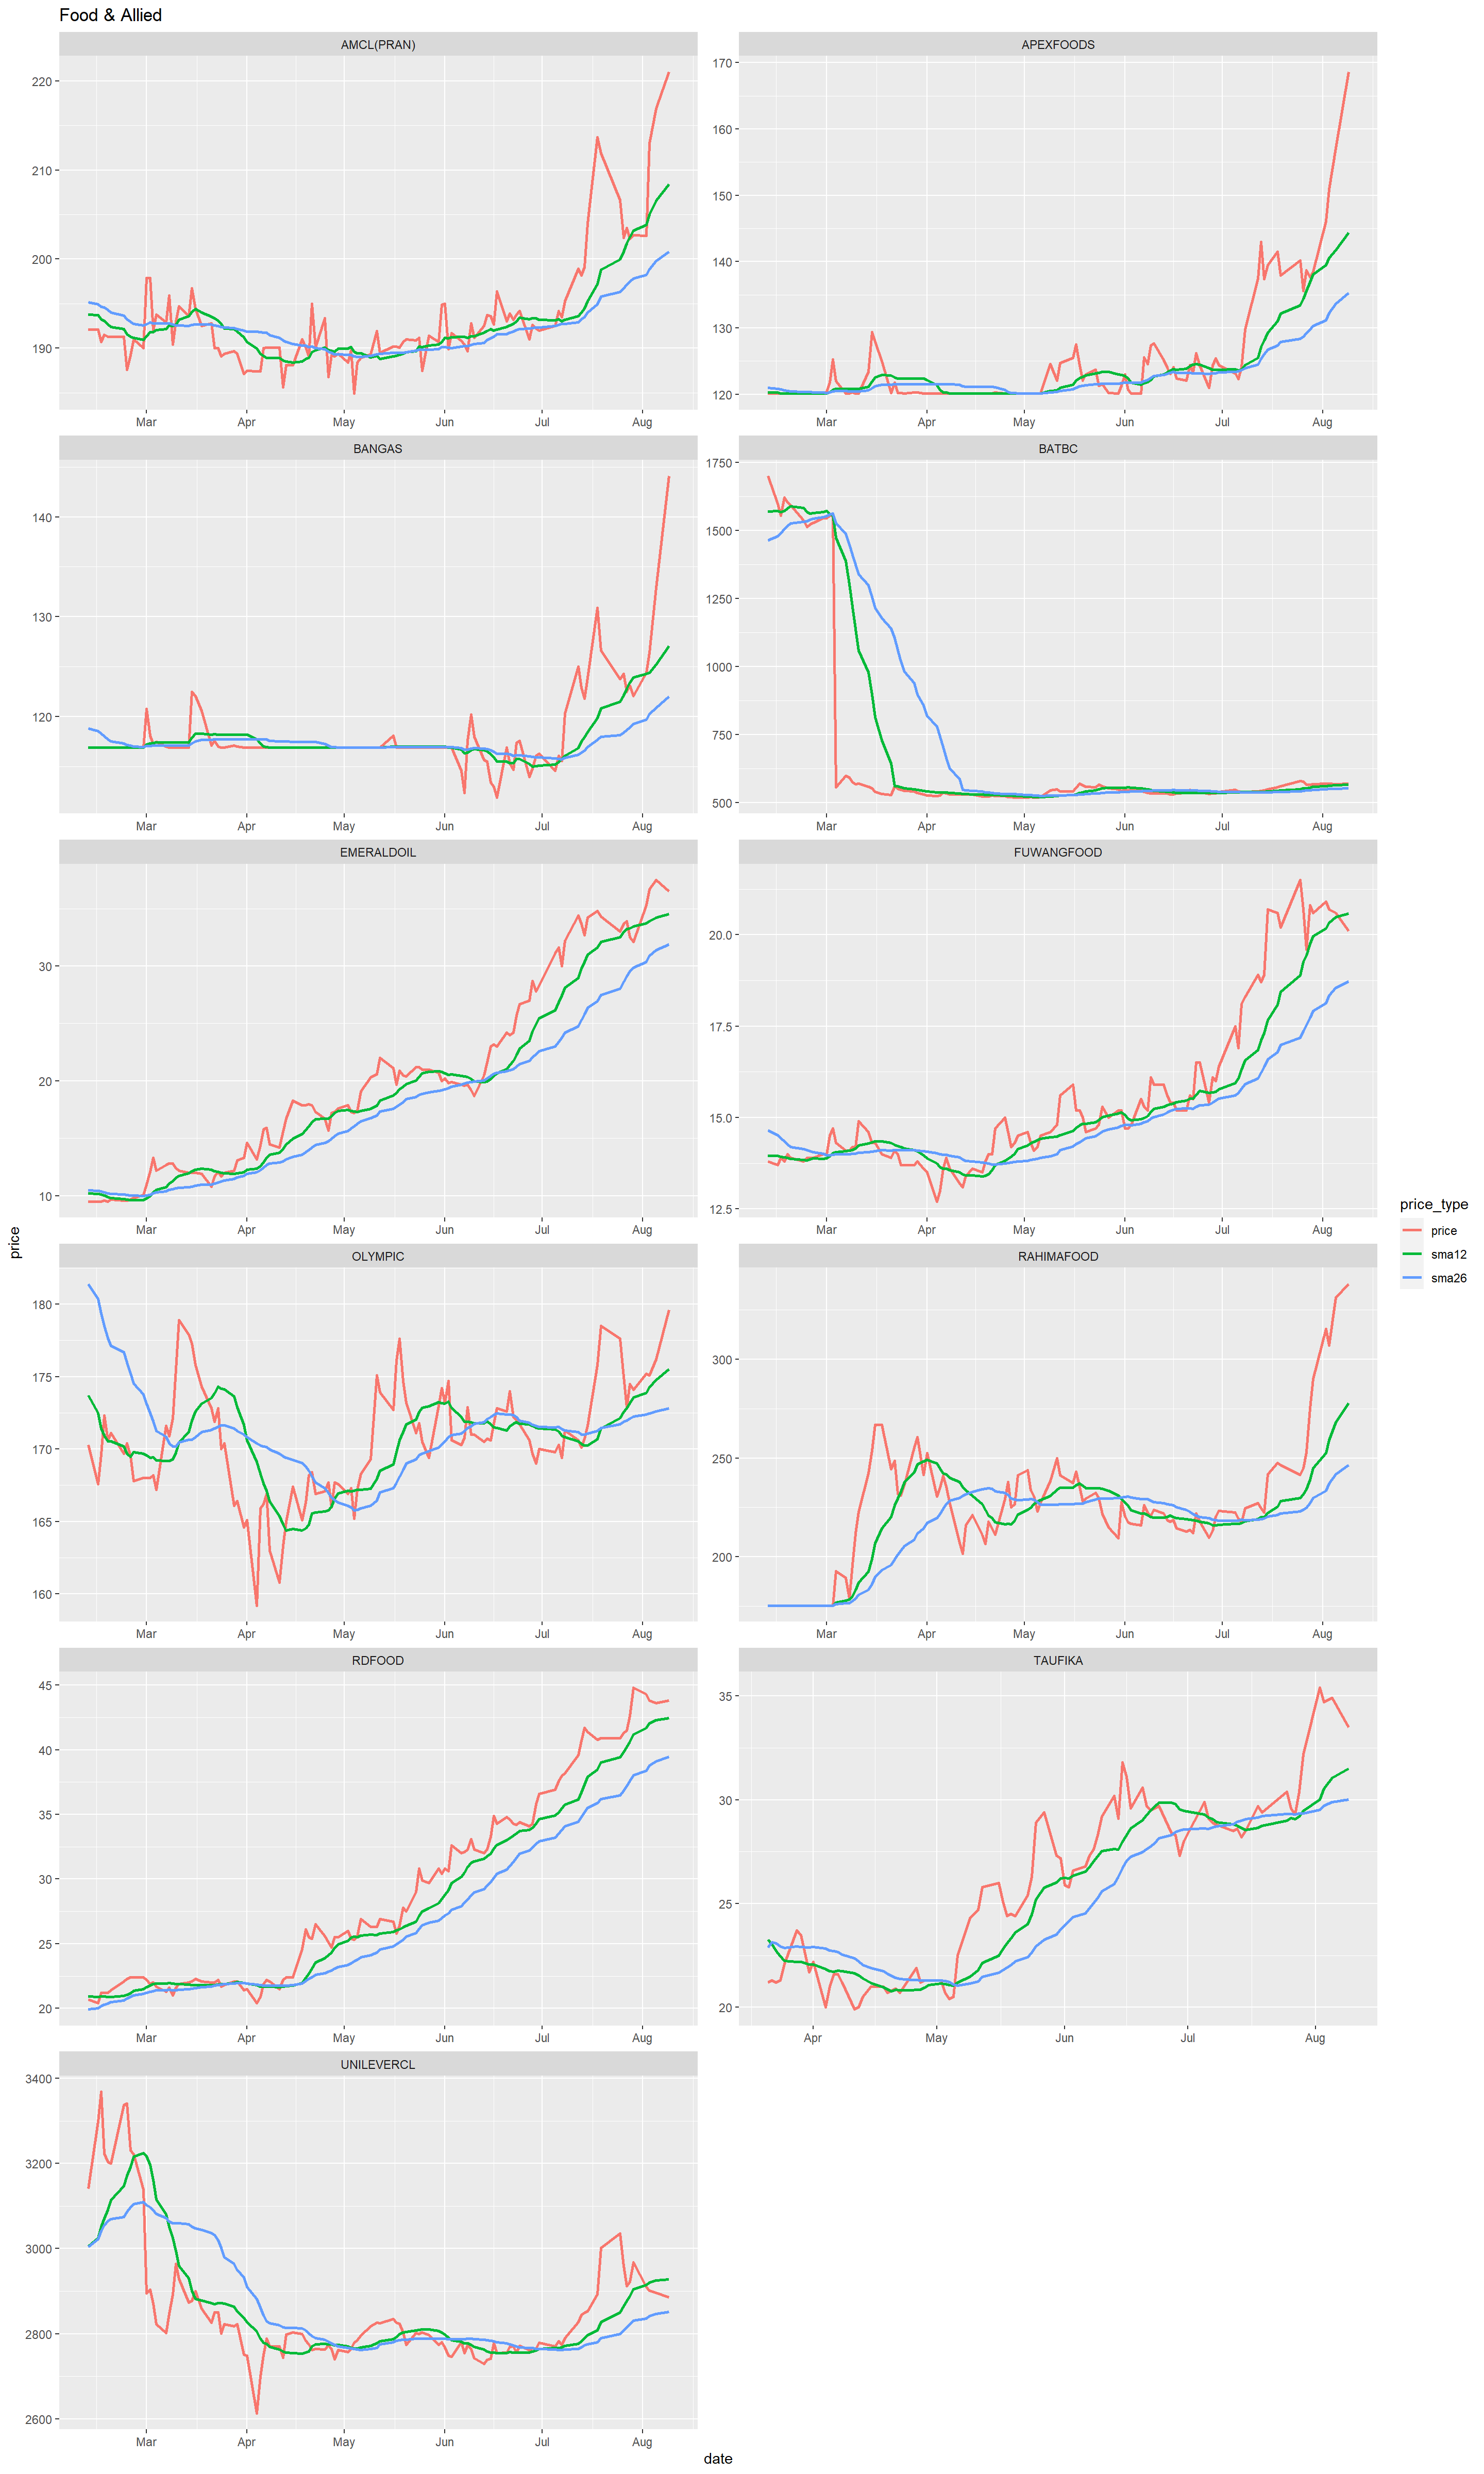 Food & Allied
AMCL(PRAN)
APEXFOODS
220
210
200
190
170
160
150
140
130
120
Mar Apr May Jun Jul Aug
Mar Apr May Jun Jul Aug
BANGAS
BATBC
140
130
120
1750
1500
1250
1000
750
500
Mar Apr May Jun Jul Aug
Mar Apr May Jun Jul Aug
EMERALDOIL
FUWANGFOOD
30
20
10
20.0
17.5
15.0
12.5
Mar Apr May Jun Jul Aug
Mar Apr May Jun Jul Aug
price
price_type
price
sma12
sma26
OLYMPIC
RAHIMAFOOD
180
175
170
165
160
300
250
200
Mar Apr May Jun Jul Aug
Mar Apr May Jun Jul Aug
RDFOOD
TAUFIKA
45
40
35
30
25
20
35
30
25
20
Mar Apr May Jun Jul Aug
Apr May Jun Jul Aug
UNILEVERCL
3400
3200
3000
2800
2600
Mar Apr May Jun Jul Aug
date